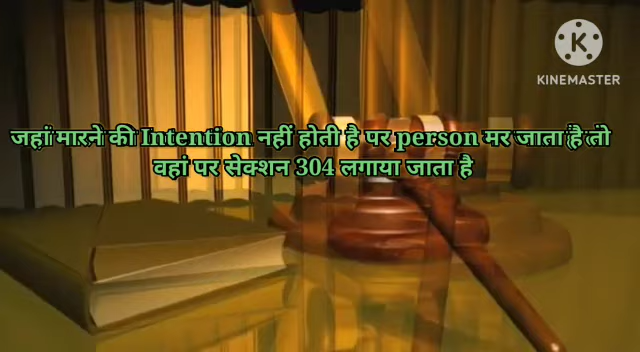 KINEMASTER
जहां मारने की Intention नहीं होती है पर person मर जाता है तो
वहां पर सेक्शन 304 लगाया जाता है